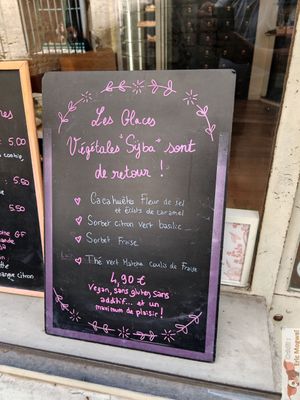 Les Glaces
Végétales "Syba" sont
de retour !
Cacahuète Fleur de sel
et Éclats de caramel
Sorbet citron vert basilic
Sorbet Fraise
Thé vert Matcha coulis de Fraise
4,90€
Vegan, sans gluten sans
additif... et un
maximum de plaisir !
5.00
5.50
5.50
citron